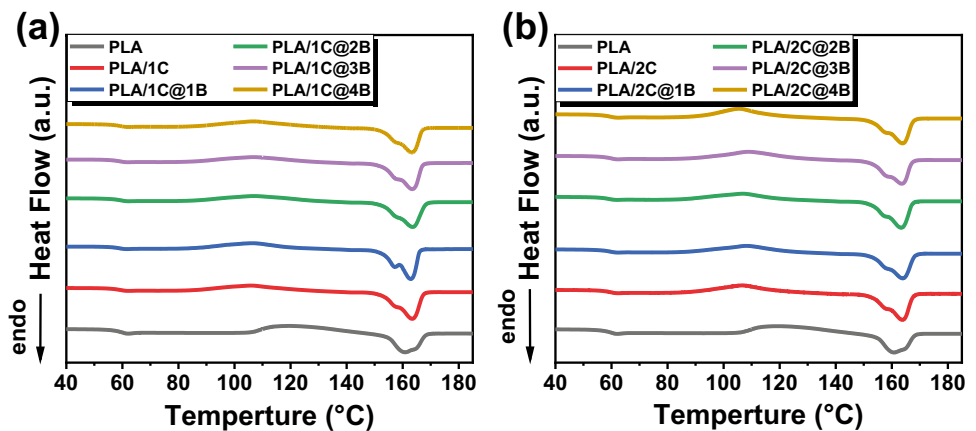 (a)
PLA
PLA/1C
PLA/1C@1B
PLA/1C@2B
PLA/1C@3B
PLA/1C@4B
Heat Flow (a.u.)
endo
40 60 80 100 120 140 160 180
Temperture (°C)
(b)
PLA
PLA/2C
PLA/2C@1B
PLA/2C@2B
PLA/2C@3B
PLA/2C@4B
Heat Flow (a.u.)
endo
40 60 80 100 120 140 160 180
Temperture (°C)